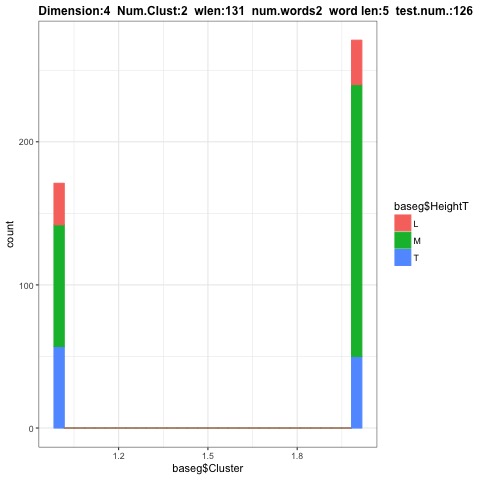 Dimension:4 Num.Clust:2 wlen:131 num.words2 word len:5 test.num.:126
200
100
0
count
1.2 1.5 1.8
baseg$Cluster
baseg$HeightT
L
M
T